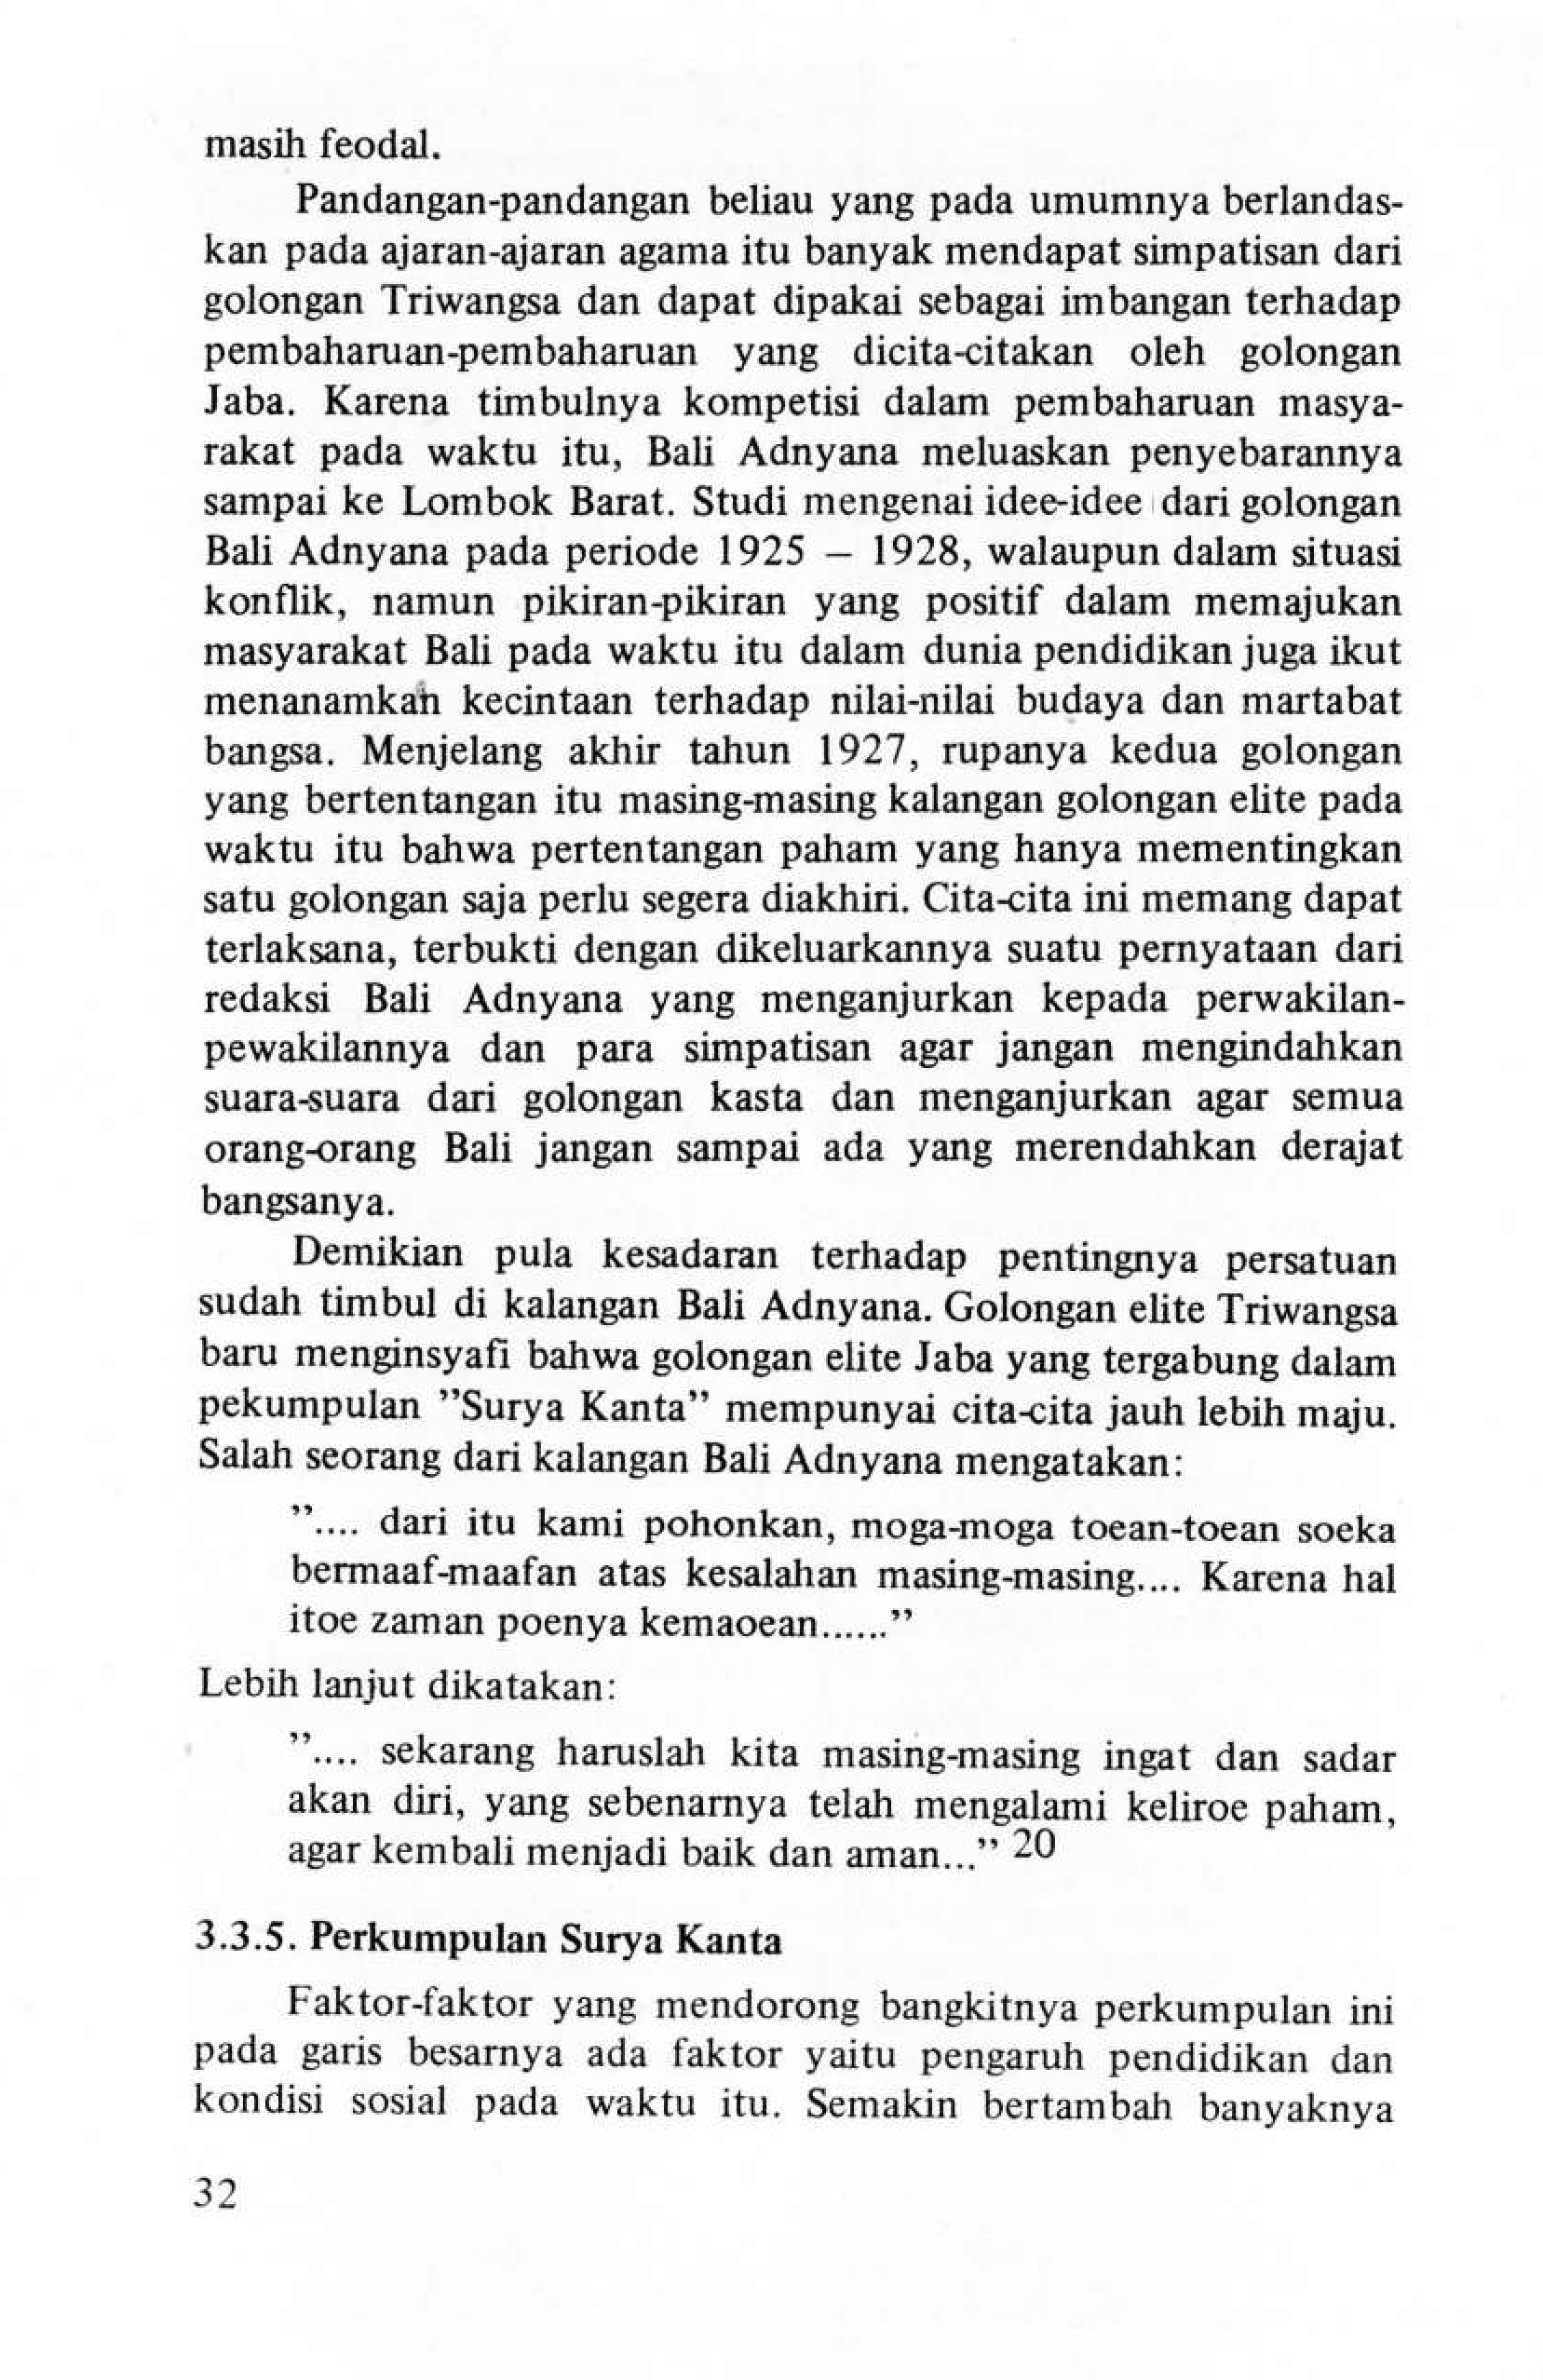 masih feodal.
Pandangan-pandangan beliau yang pada umumnya berlandas-
kan pada ajaran-ajaran agama itu banyak mendapat simpatisan dari
golongan Triwangsa dan dapat dipakai sebagai imbangan terhadap
pembaharuan-pembaharuan yang dicita-citakan oleh golongan
Jaba. Karena timbulnya kompetisi dalam pembaharuan masya-
rakat pada waktu itu, Bali Adnyana meluaskan penyebarannya
sampai ke Lombok Barat. Studi mengenai idee-idee dari golongan
Bali Adnyana pada periode 1925 – 1928, walaupun dalam situasi
konflik, namun pikiran-pikiran yang positif dalam memajukan
masyarakat Bali pada waktu itu dalam dunia pendidikan juga ikut
menanamkan kecintaan terhadap nilai-nilai budaya dan martabat
bangsa. Menjelang akhir tahun 1927, rupanya kedua golongan
yang bertentangan itu masing-masing kalangan golongan elite pada
waktu itu bahwa pertentangan paham yang hanya mementingkan
satu golongan saja perlu segera diakhiri. Cita-cita ini memang dapat
terlaksana, terbukti dengan dikeluarkannya suatu pernyataan dari
redaksi Bali Adnyana yang menganjurkan kepada perwakilan-
pewakilannya dan para simpatisan agar jangan mengindahkan
suara-suara dari golongan kasta dan menganjurkan agar semua
orang-orang Bali jangan sampai ada yang merendahkan derajat
bangsanya.
Demikian pula kesadaran terhadap pentingnya persatuan
sudah timbul di kalangan Bali Adnyana. Golongan elite Triwangsa
baru menginsyafi bahwa golongan elite Jaba yang tergabung dalam
pekumpulan ”Surya Kanta” mempunyai cita-cita jauh lebih maju.
Salah seorang dari kalangan Bali Adnyana mengatakan:
”.... dari itu kami pohonkan, moga-moga toean-toean soeka
bermaaf-maafan atas kesalahan masing-masing.... Karena hal
itoe zaman poenya kemaoean......”
Lebih lanjut dikatakan:
”.... sekarang haruslah kita masing-masing ingat dan sadar
akan diri, yang sebenarnya telah mengalami keliroe paham,
agar kembali menjadi baik dan aman...” 20
3.3.5. Perkumpulan Surya Kanta
Faktor-faktor yang mendorong bangkitnya perkumpulan ini
pada garis besarnya ada faktor yaitu pengaruh pendidikan dan
kondisi sosial pada waktu itu. Semakin bertambah banyaknya
32